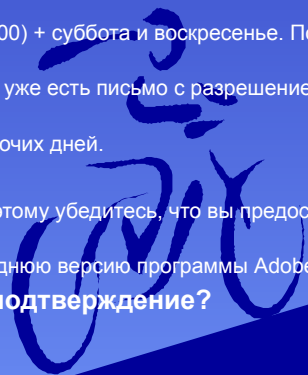 00) + суббота и воскресенье. По
уже есть письмо с разрешение
очих дней.
этому убедитесь, что вы предос
днюю версию программы Adobe
подтверждение?